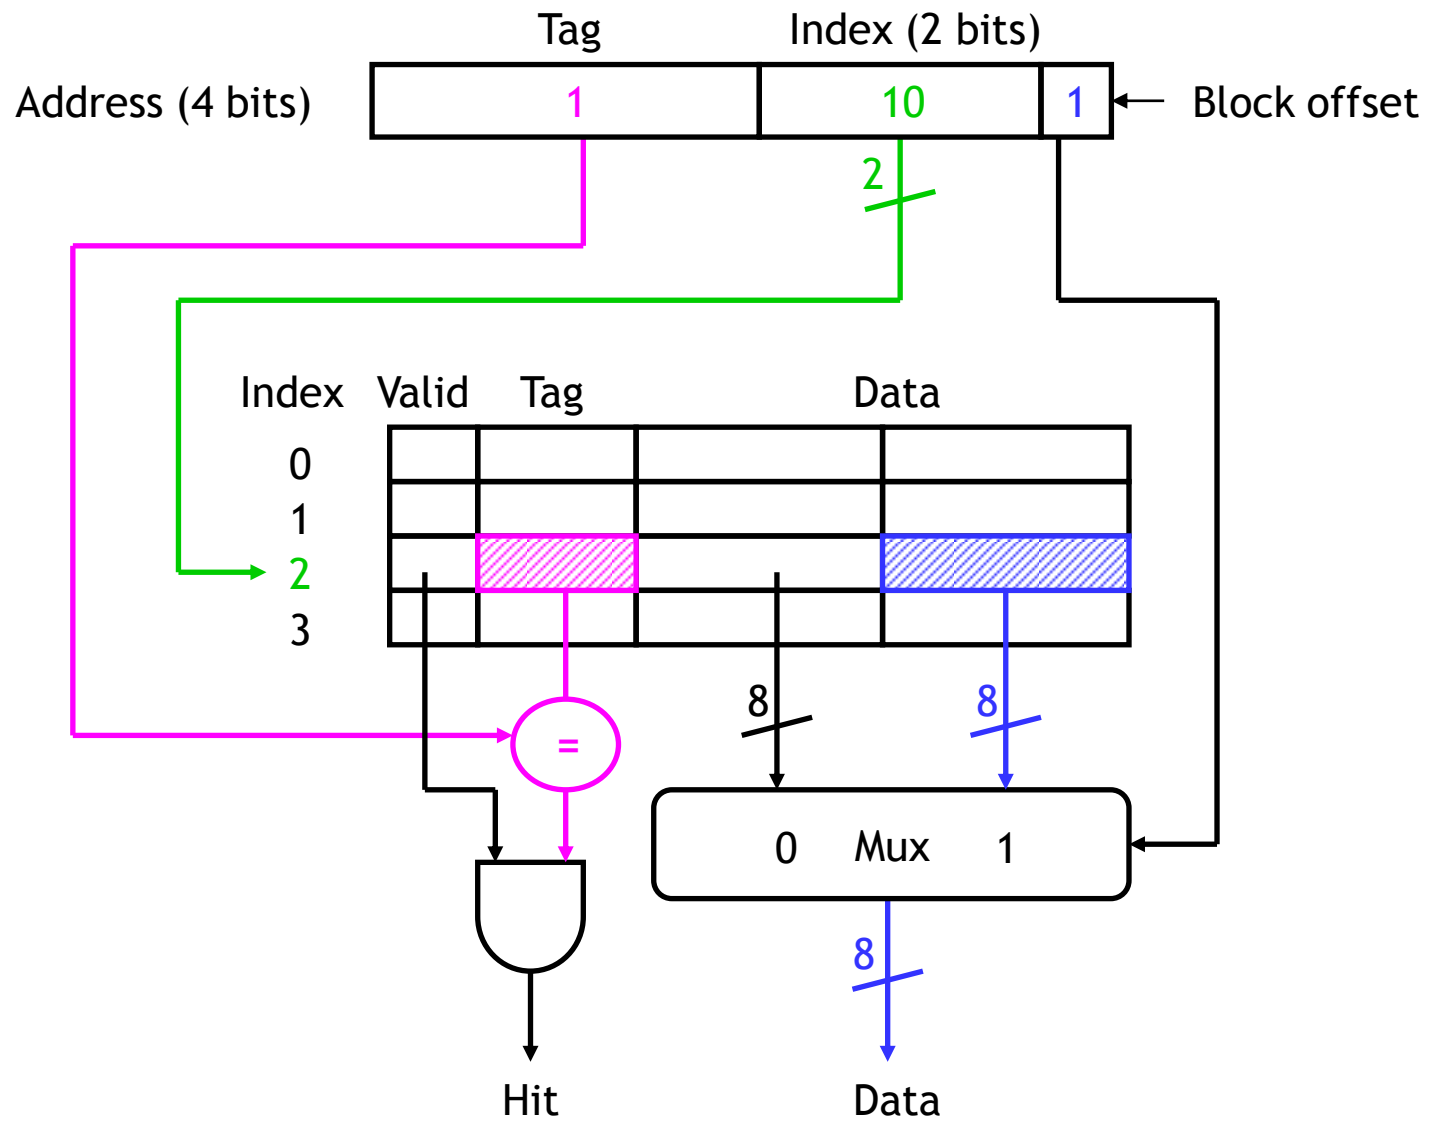 Tag Index (2 bits)
Address (4 bits) 1 10 1 Block offset
2
Index Valid Tag Data
0
1
2
3
8 8
=
0 Mux 1
8
Hit Data